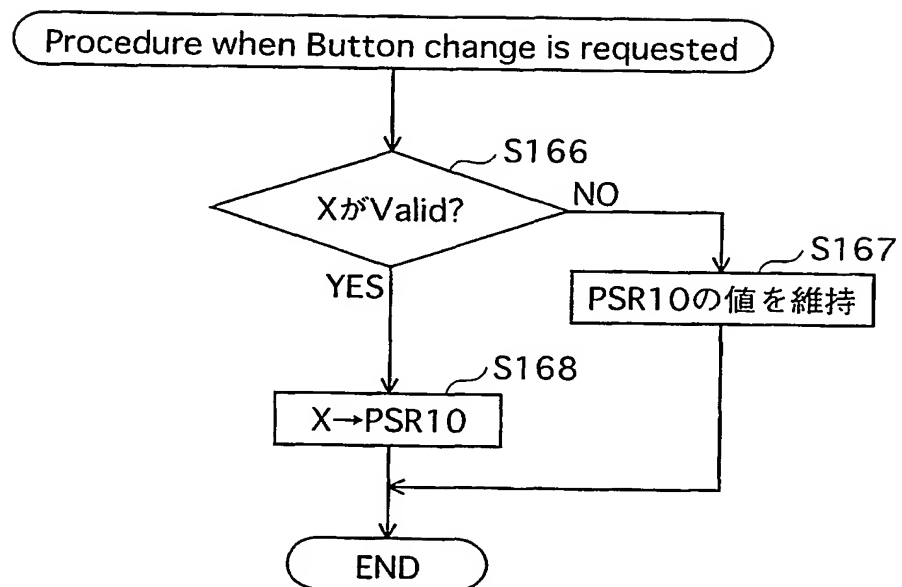 Procedure when Button change is requested
S166
XがValid?
NO
YES
S167
PSR10の値を維持
S168
X→PSR10
END